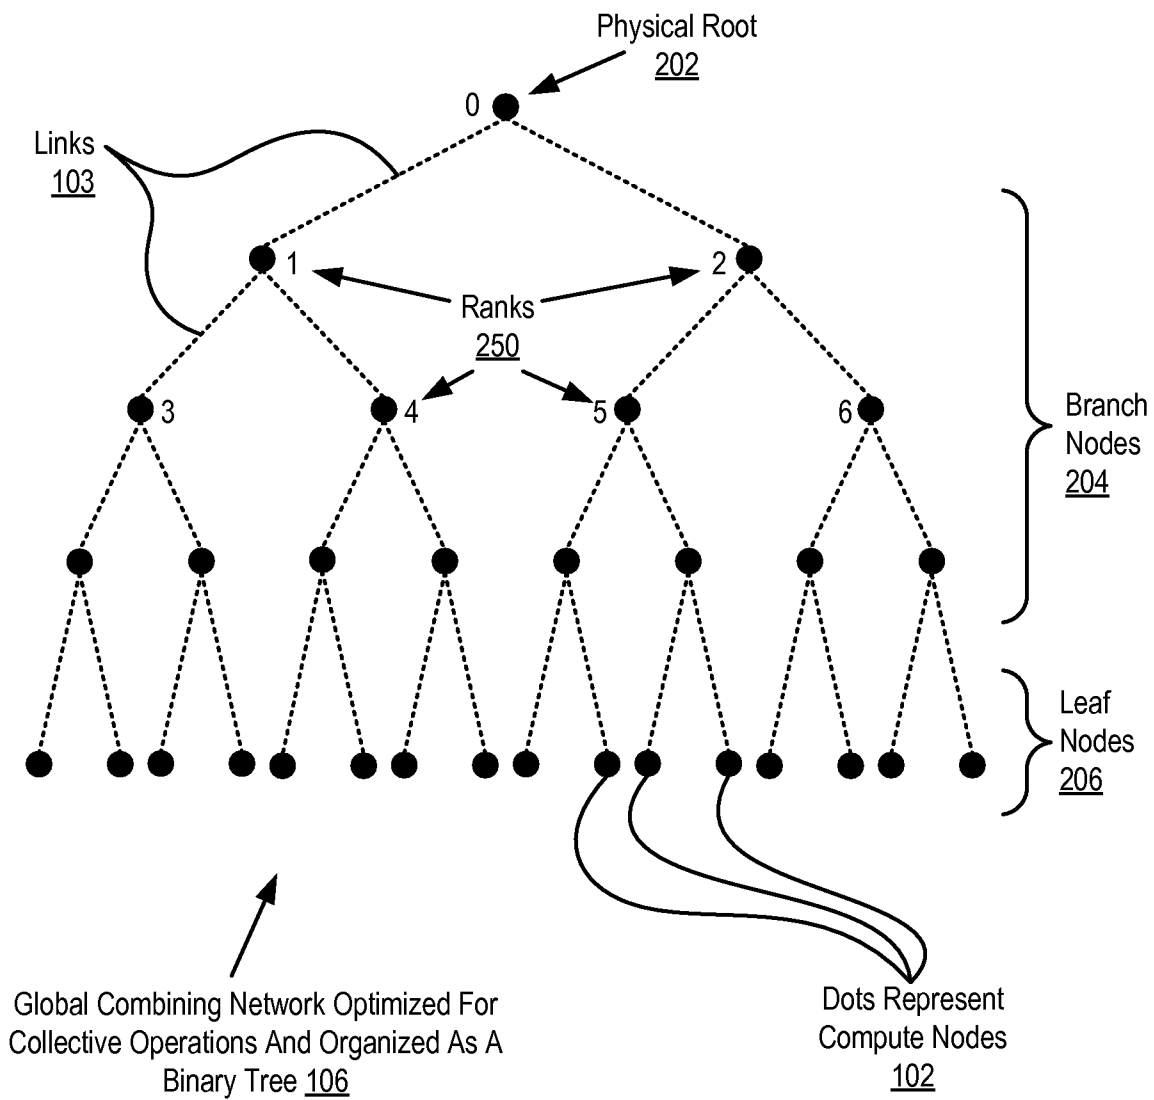 Physical Root
202
0
Links
103
1
2
Ranks
250
3
4
5
6
Branch
Nodes
204
Leaf
Nodes
206
Global Combining Network Optimized For
Collective Operations And Organized As A
Binary Tree 106
Dots Represent
Compute Nodes
102